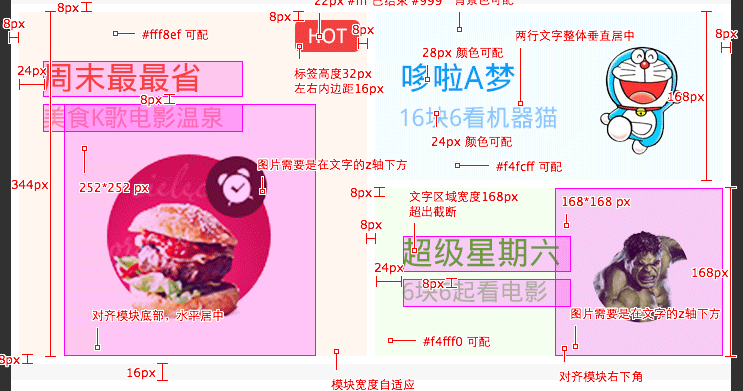 8px
22px #fff 已结束 #999
背景色可配
8px
8px
#fff8ef 可配
HOT
8px
两行文字整体垂直居中
8px
28px 颜色可配
24px
周末最最省
标签高度32px
左右内边距16px
哆啦A梦
8px
168px
美食K歌电影温泉
16块6看机器猫
24px 颜色可配
图片需要是在文字的z轴下方
#f4fcff 可配
344px
252*252 px
8px
文字区域宽度168px
超出截断
168*168 px
8px
超级星期六
24px
8px
168px
6块6起看电影
对齐模块底部，水平居中
图片需要是在文字的z轴下方
#f4fff0 可配
8px
16px
模块宽度自适应
对齐模块右下角